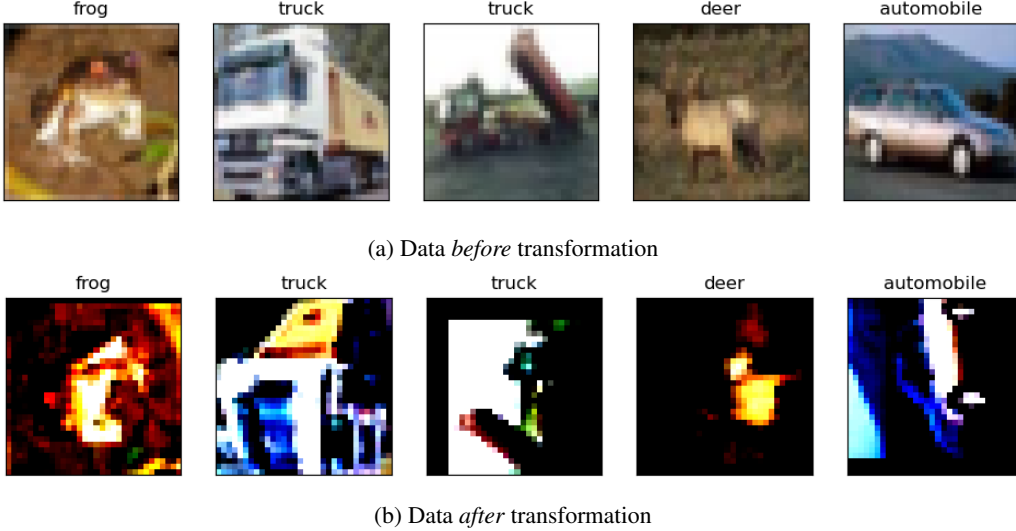 frog truck truck deer automobile
(a) Data before transformation
frog truck truck deer automobile
(b) Data after transformation